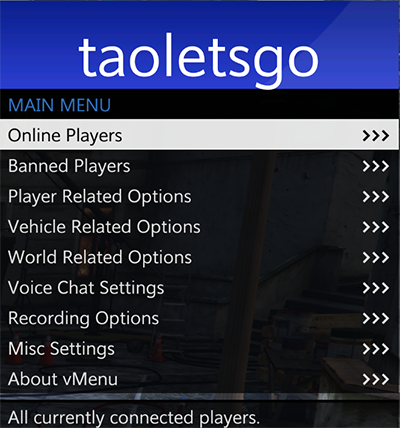 taoletsgo
MAIN MENU
Online Players >>>
Banned Players >>>
Player Related Options >>>
Vehicle Related Options >>>
World Related Options >>>
Voice Chat Settings >>>
Recording Options >>>
Misc Settings >>>
About vMenu >>>
All currently connected players.